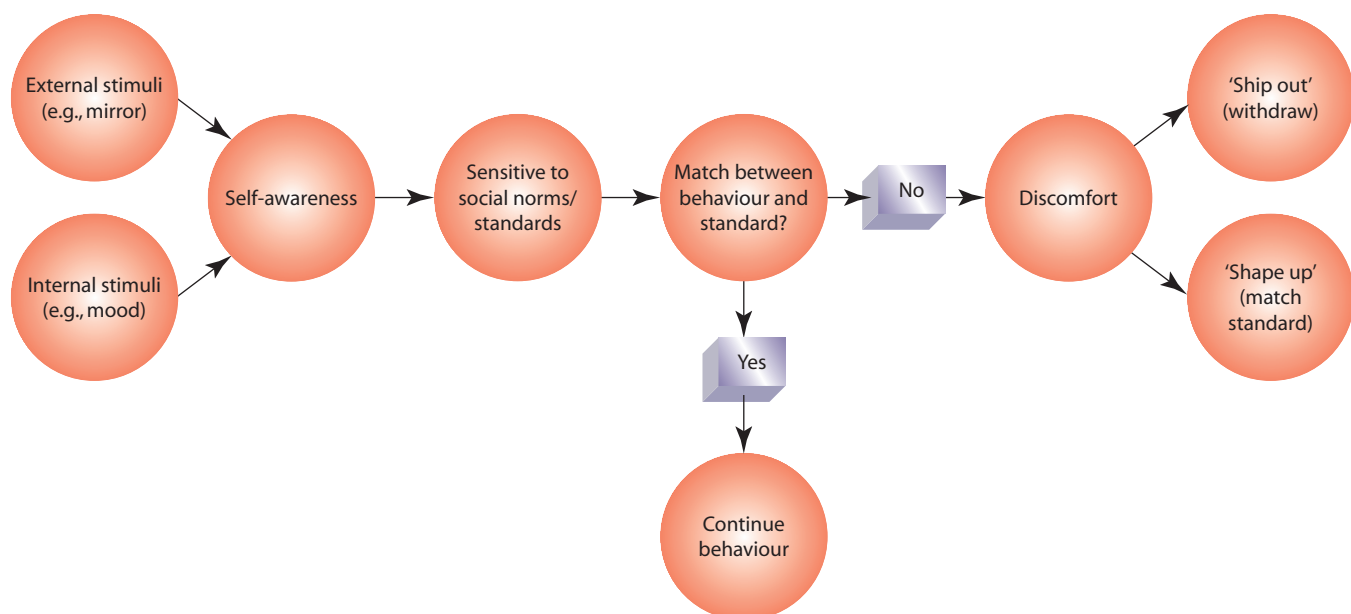 External stimuli
(e.g., mirror)
Internal stimuli
(e.g., mood)
Self-awareness
Sensitive to
social norms/
standards
Match between
behaviour and
standard?
No
Yes
Continue
behaviour
Discomfort
‘Ship out’
(withdraw)
‘Shape up’
(match
standard)